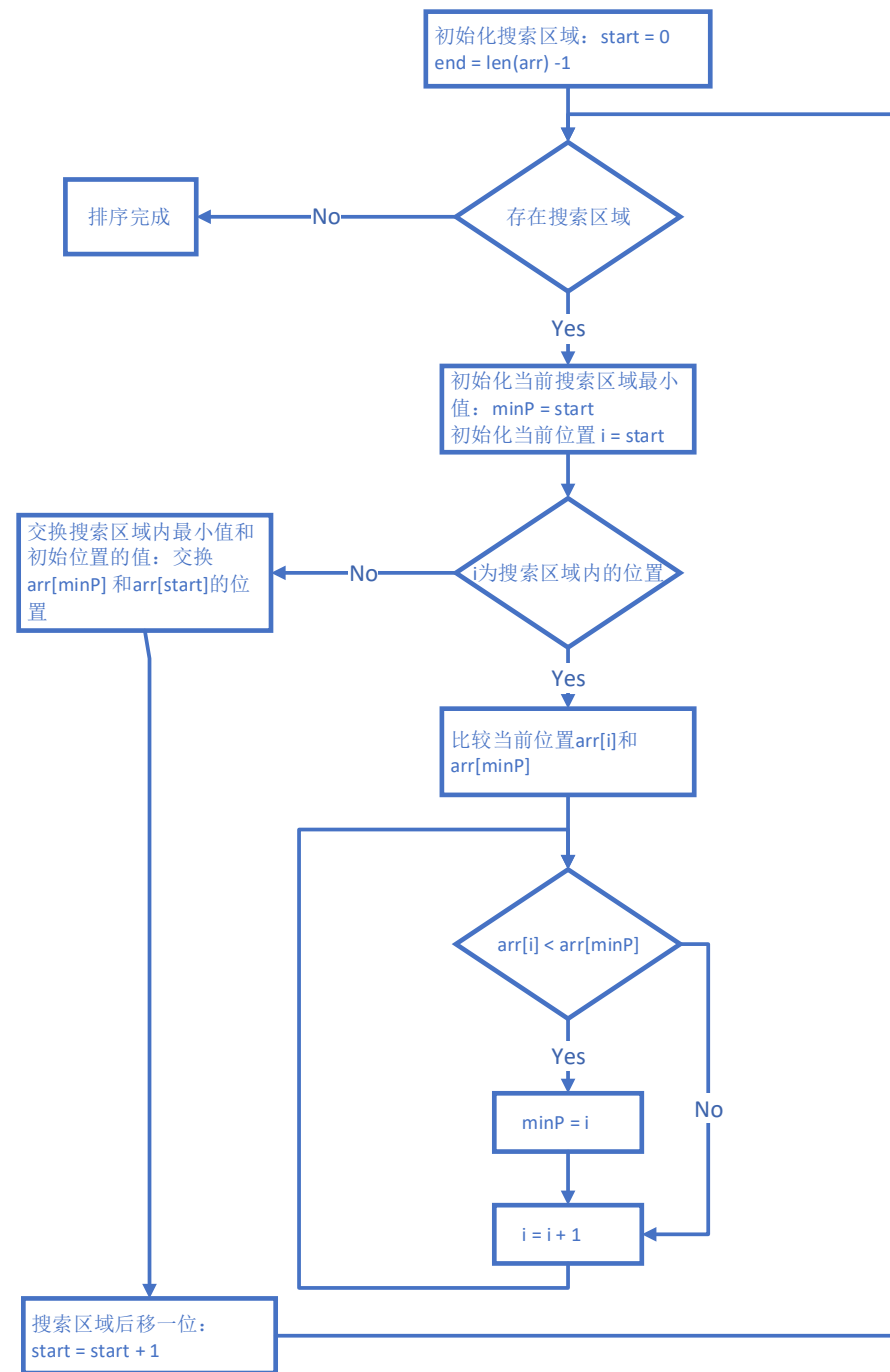 初始化搜索区域：start = 0
end = len(arr) -1
存在搜索区域
No
排序完成
Yes
初始化当前搜索区域最小
值：minP = start
初始化当前位置 i = start
i为搜索区域内的位置
No
交换搜索区域内最小值和
初始位置的值：交换
arr[minP] 和arr[start]的位
置
Yes
比较当前位置arr[i]和
arr[minP]
arr[i] < arr[minP]
Yes
No
minP = i
i = i + 1
搜索区域后移一位：
start = start + 1